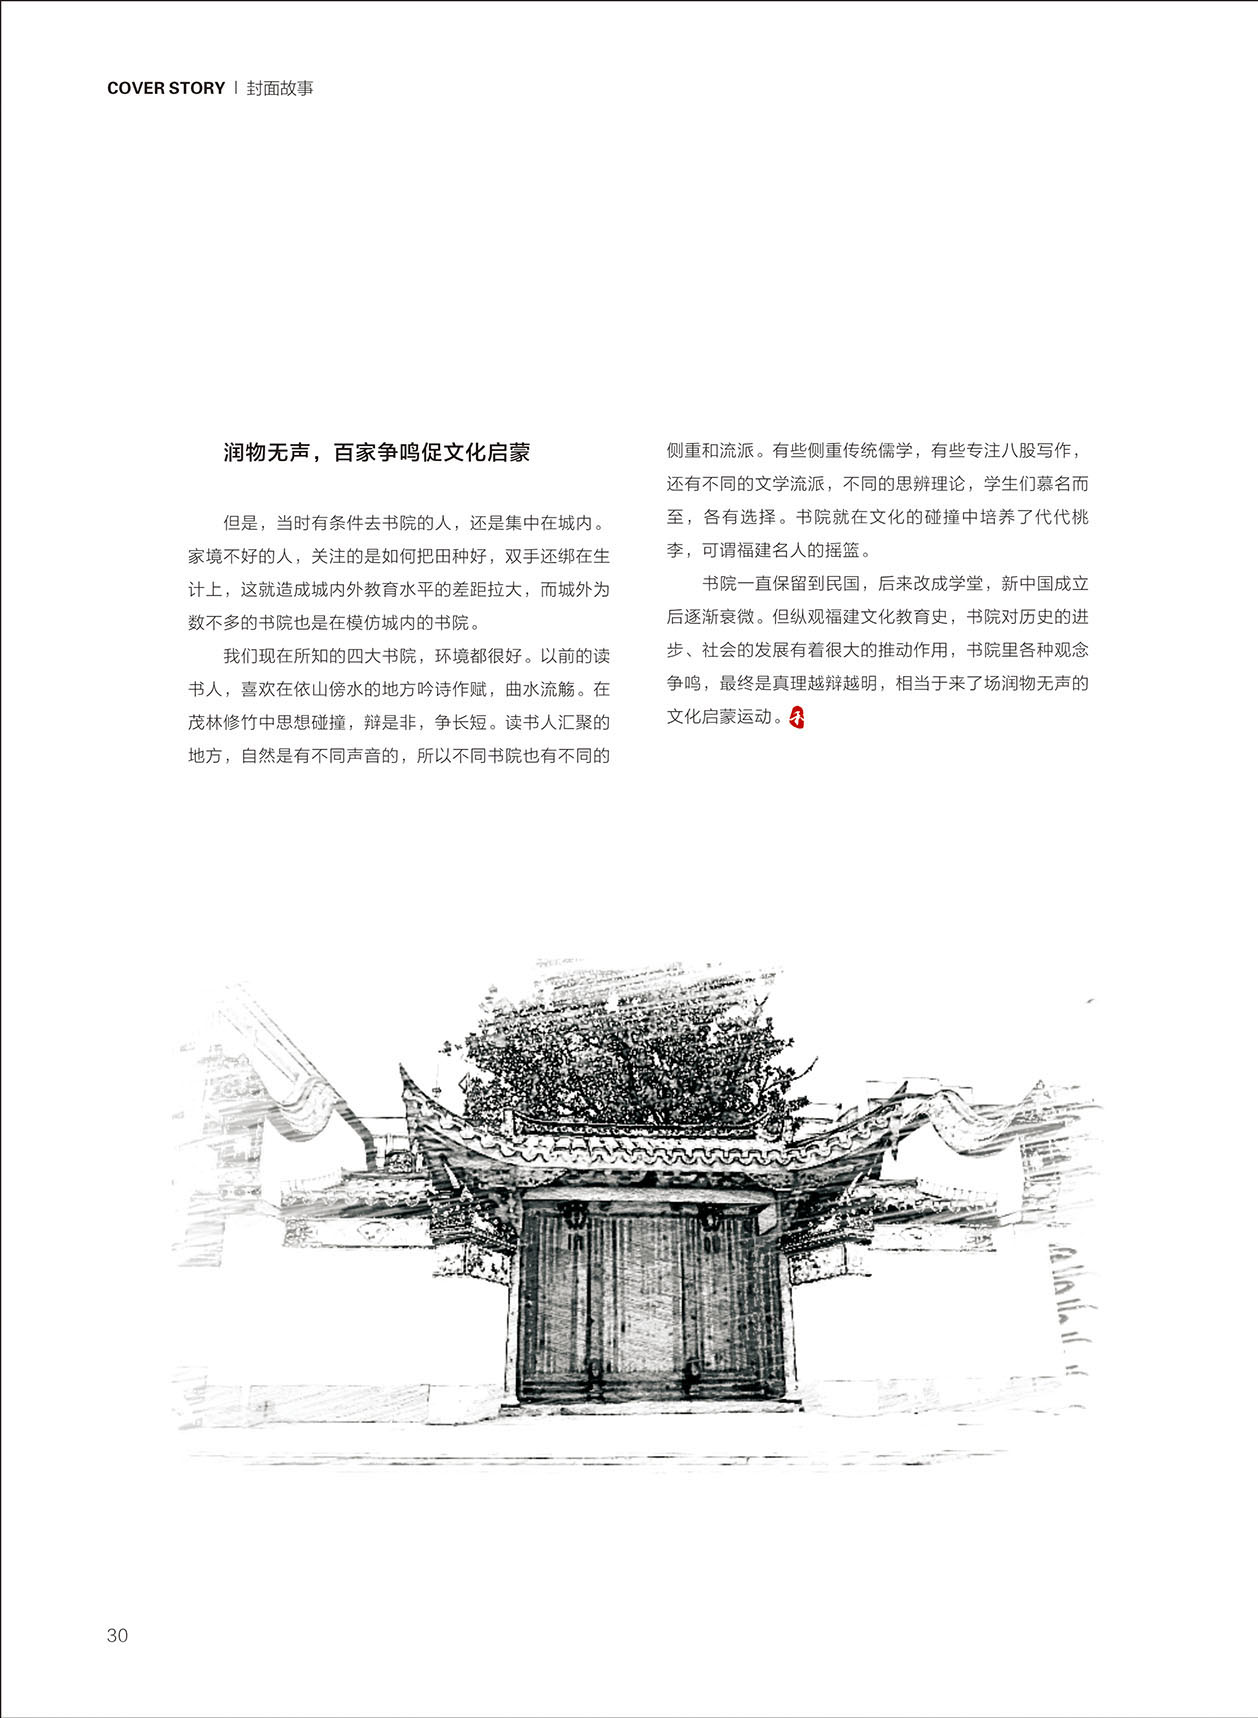 COVER STORY | 封面故事
润物无声，百家争鸣促文化启蒙
但是，当时有条件去书院的人，还是集中在城内。
家境不好的人，关注的是如何把田种好，双手还绑在生
计上，这就造成城内外教育水平的差距拉大，而城外为
数不多的书院也是在模仿城内的书院。
我们现在所知的四大书院，环境都很好。以前的读
书人，喜欢在依山傍水的地方吟诗作赋，曲水流觞。在
茂林修竹中思想碰撞，辩是非，争长短。读书人汇聚的
地方，自然是有不同声音的，所以不同书院也有不同的
侧重和流派。有些侧重传统儒学，有些专注八股写作，
还有不同的文学流派，不同的思辨理论，学生们慕名而
至，各有选择。书院就在文化的碰撞中培养了代代桃
李，可谓福建名人的摇篮。
书院一直保留到民国，后来改成学堂，新中国成立
后逐渐衰微。但纵观福建文化教育史，书院对历史的进
步、社会的发展有着很大的推动作用，书院里各种观念
争鸣，最终是真理越辩越明，相当于来了场润物无声的
文化启蒙运动。
30